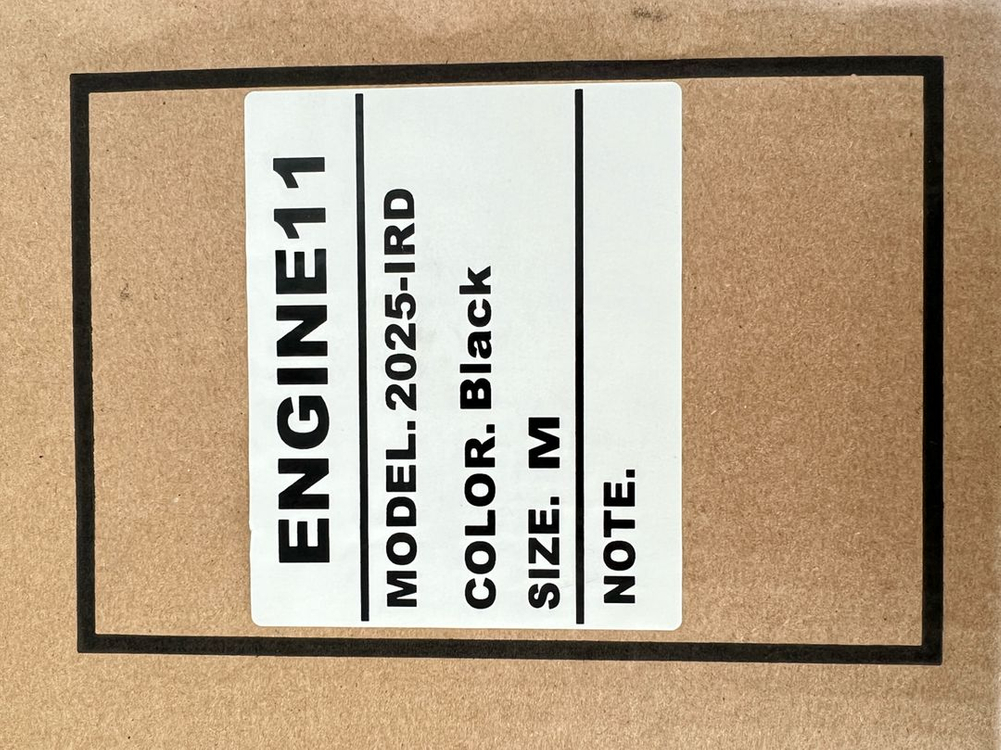 ENGINE11
MODEL. 2025-IRD
COLOR. Black
SIZE. M
NOTE.